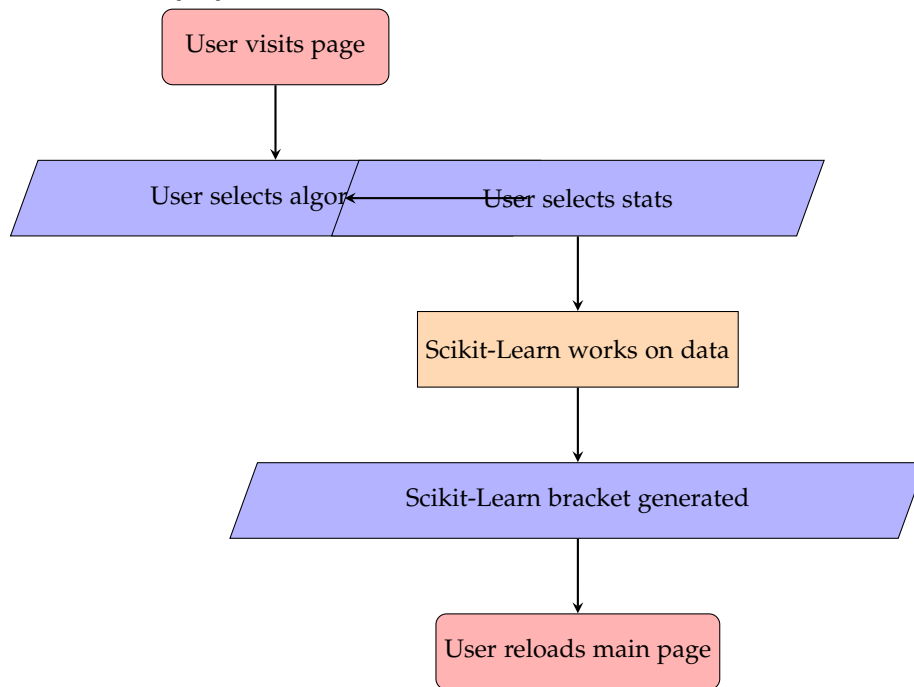 User visits page
User selects algor
User selects stats
Scikit-Learn works on data
Scikit-Learn bracket generated
User reloads main page